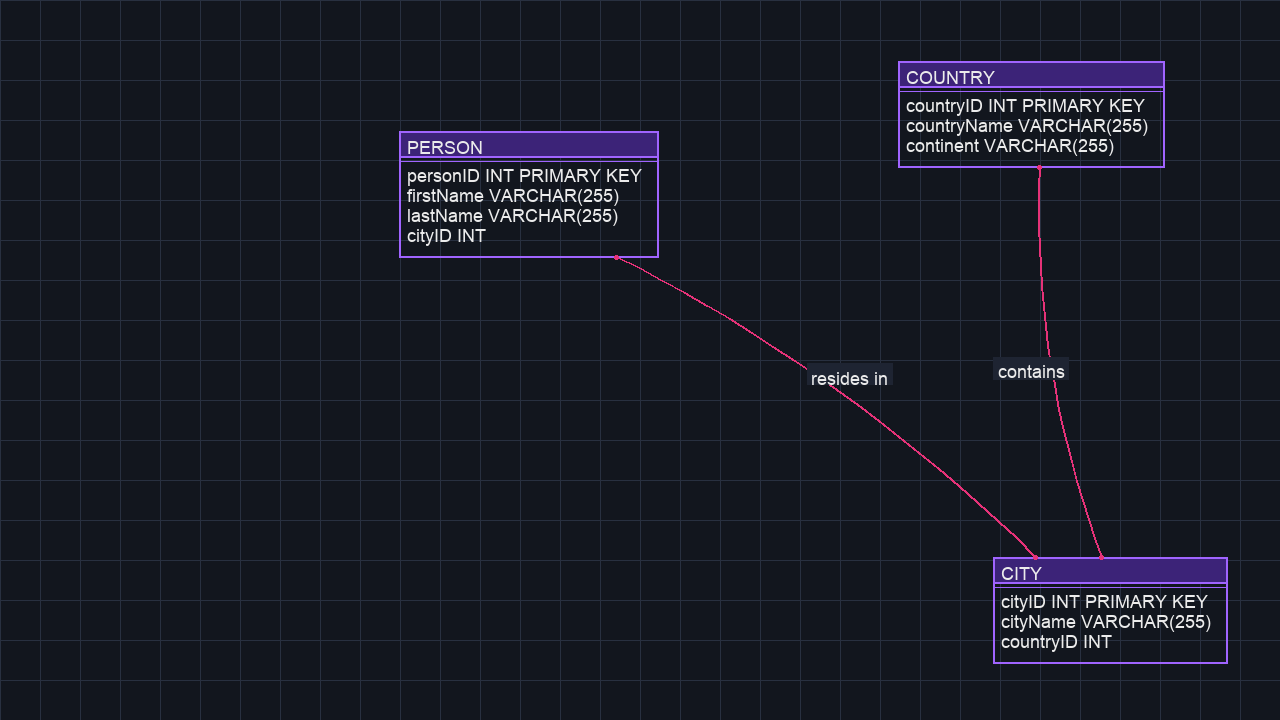 COUNTRY
countryID INT PRIMARY KEY
countryName VARCHAR(255)
continent VARCHAR(255)
PERSON
personID INT PRIMARY KEY
firstName VARCHAR(255)
lastName VARCHAR(255)
cityID INT
resides in
contains
CITY
cityID INT PRIMARY KEY
cityName VARCHAR(255)
countryID INT